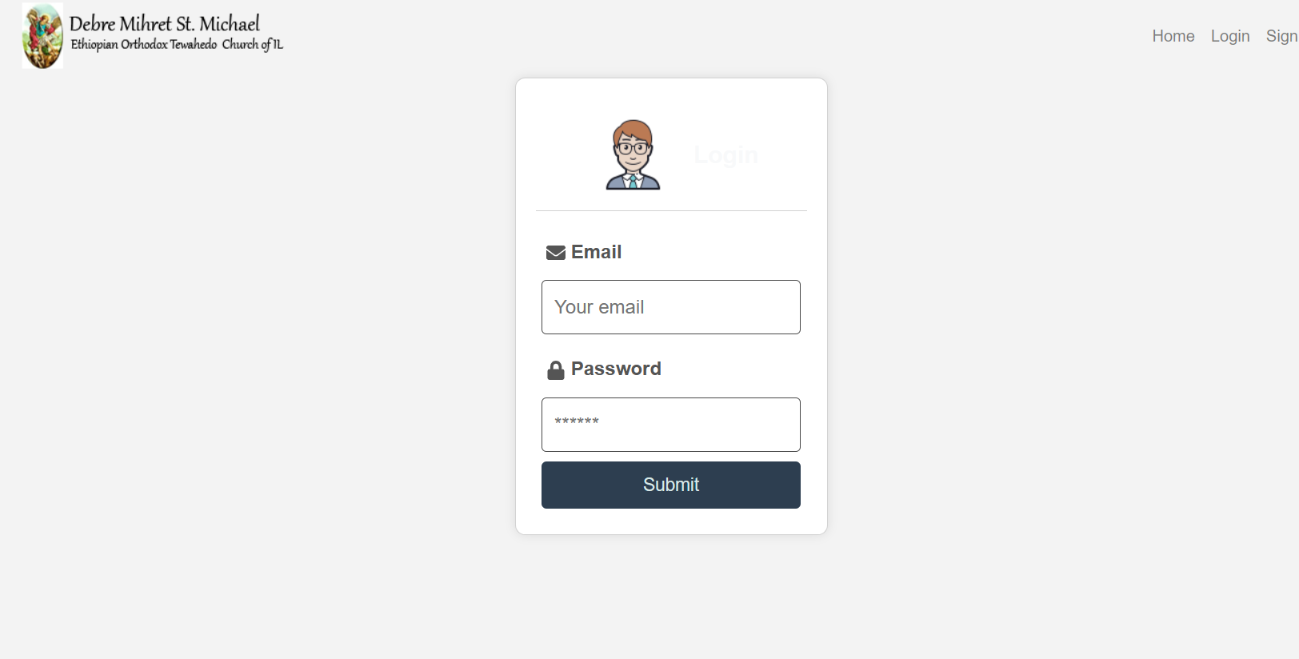 Debre Mihret St. Michael
Ethiopian Orthodox Tewahedo Church of IL
Home Login Sign
Login
Email
Your email
Password
******
Submit